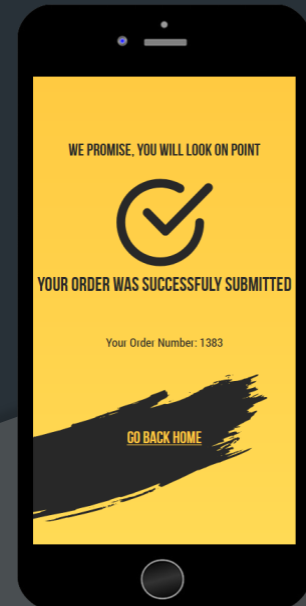 WE PROMISE, YOU WILL LOOK ON POINT
YOUR ORDER WAS SUCCESSFULY SUBMITTED
Your Order Number: 1383
GO BACK HOME